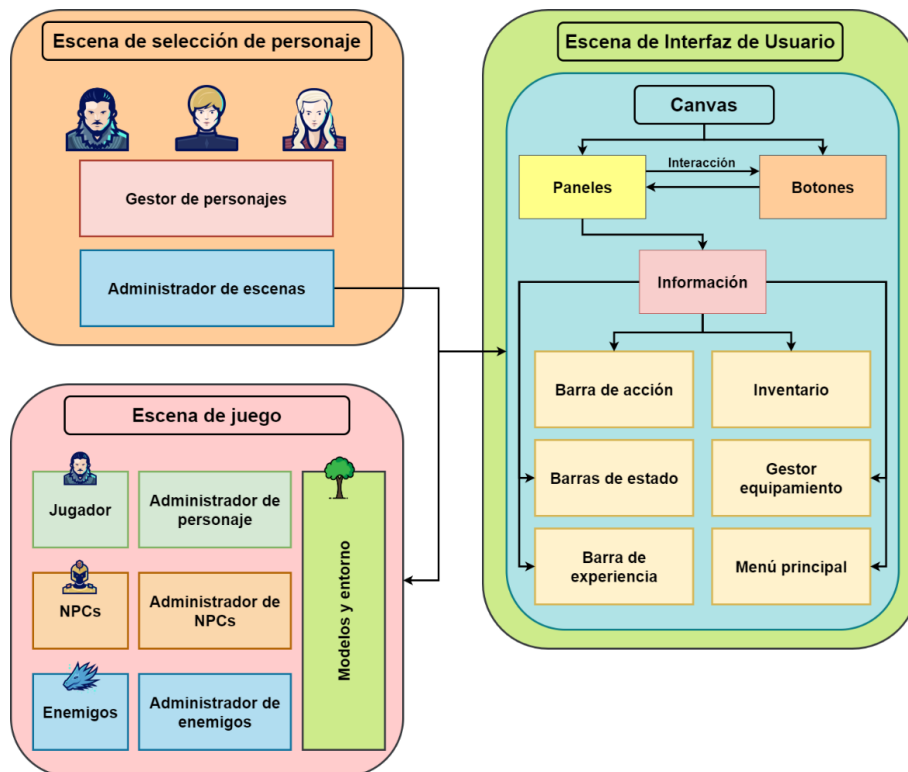 Escena de selección de personaje
Gestor de personajes
Administrador de escenas
Escena de juego
Jugador
Administrador de
personaje
NPCs
Administrador de
NPCs
Enemigos
Administrador de
enemigos
Modelos y entorno
Escena de Interfaz de Usuario
Canvas
Paneles
Interacción
Botones
Información
Barra de acción
Inventario
Barras de estado
Gestor
equipamiento
Barra de
experiencia
Menú principal